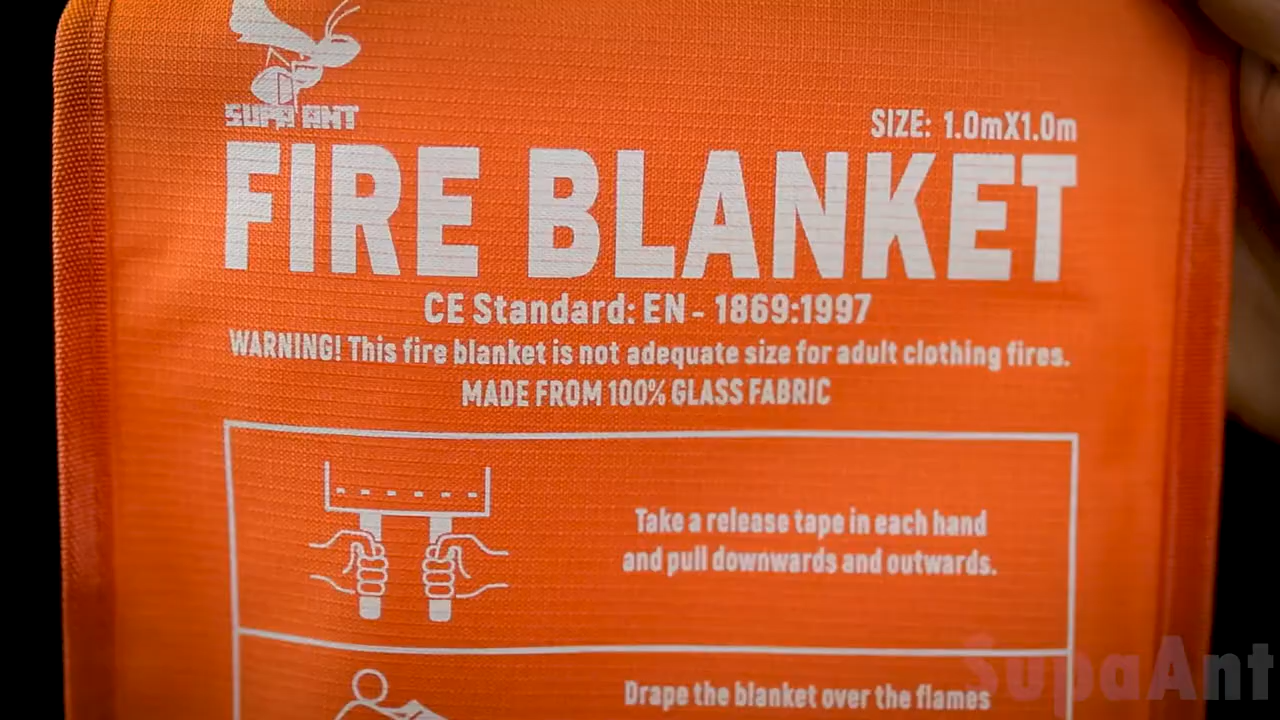 SUPA ANT
SIZE: 1.0mX1.0m
FIRE BLANKET
CE Standard: EN - 1869:1997
WARNING! This fire blanket is not adequate size for adult clothing fires.
MADE FROM 100% GLASS FABRIC
Take a release tape in each hand
and pull downwards and outwards.
Drape the blanket over the flames
SupaAnt